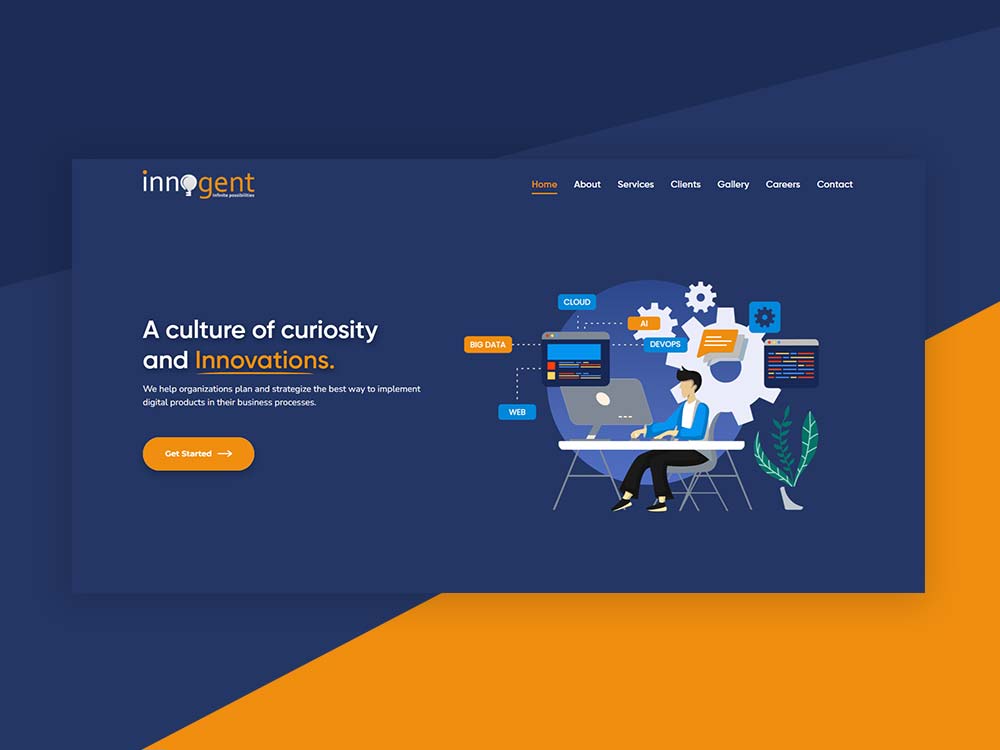 innogent
infinite possibilities
Home About Services Clients Gallery Careers Contact
A culture of curiosity
and Innovations.
We help organizations plan and strategize the best way to implement
digital products in their business processes.
Get Started
CLOUD
AI
BIG DATA
DEVOPS
WEB